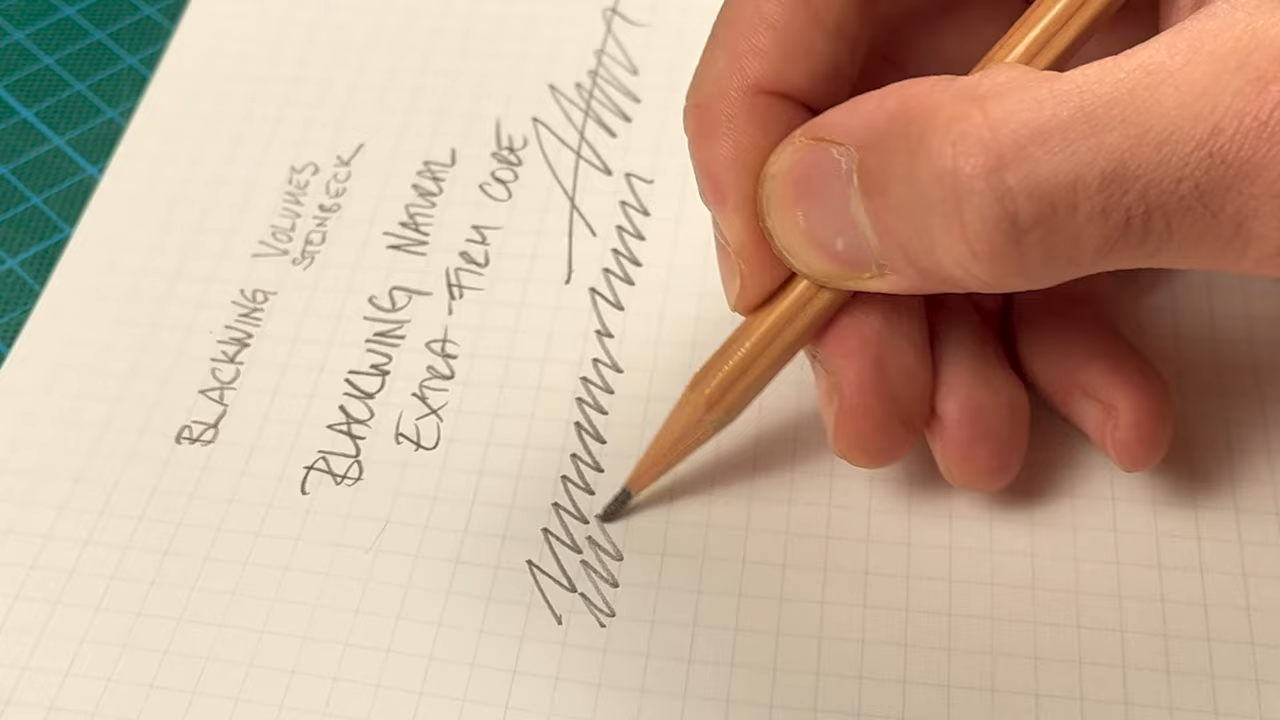 BLACKWING VOLUMES
STEINBECK
BLACKWING NATURAL
EXTRA-FIRM CORE